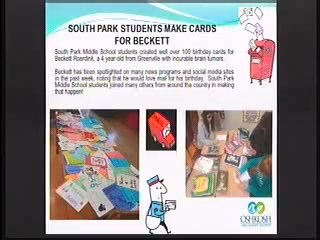 SOUTH PARK STUDENTS MAKE CARDS
FOR BECKETT
South Park Middle School students created well over 100 birthday cards for
Beckett Roerdink, a 4 year-old from Greenville with incurable brain tumors.
Beckett has been spotlighted on many news programs and social media sites
in the past week, noting that he would love mail for his birthday. South Park
Middle School students joined many others from around the country in making
that happen!
OSHKOSH